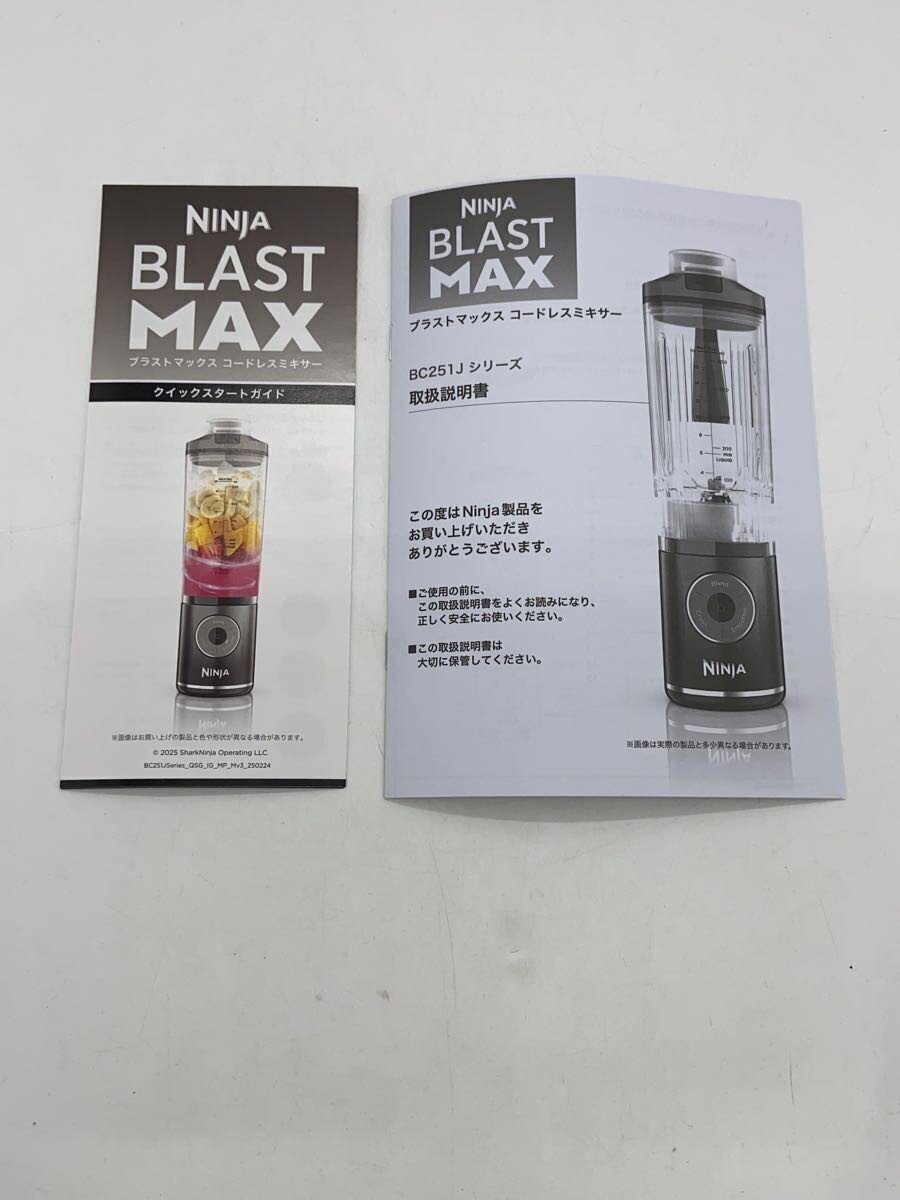 NINJA
BLAST
MAX
ブラストマックス コードレスミキサー
クイックスタートガイド
NINJA
※画像はお買い上げの製品と色や形状が異なる場合があります。
© 2025 SharkNinja Operating LLC.
BC251JSeries_QSG_IG_MP_Mv3_250224
NINJA
BLAST
MAX
ブラストマックス コードレスミキサー
BC251J シリーズ
取扱説明書
この度はNinja製品を
お買い上げいただき
ありがとうございます。
■ご使用の前に、
この取扱説明書をよくお読みになり、
正しく安全にお使いください。
■この取扱説明書は
大切に保管してください。
8
200
6
MIN
LIQUID
4
100
Blend
Crush
Smoothie
NINJA
※画像は実際の製品と多少異なる場合があります。